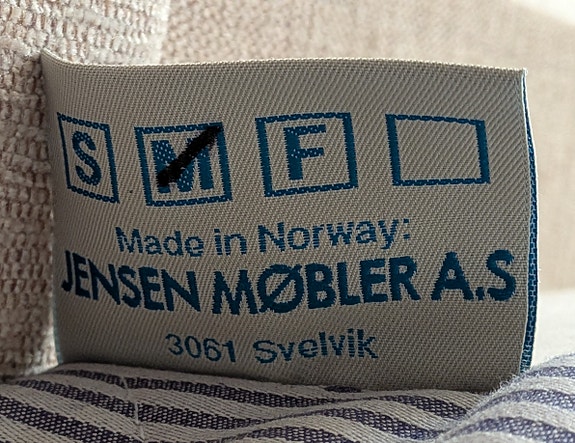 S M F
Made in Norway:
JENSEN MØBLER A.S
3061 Svelvik